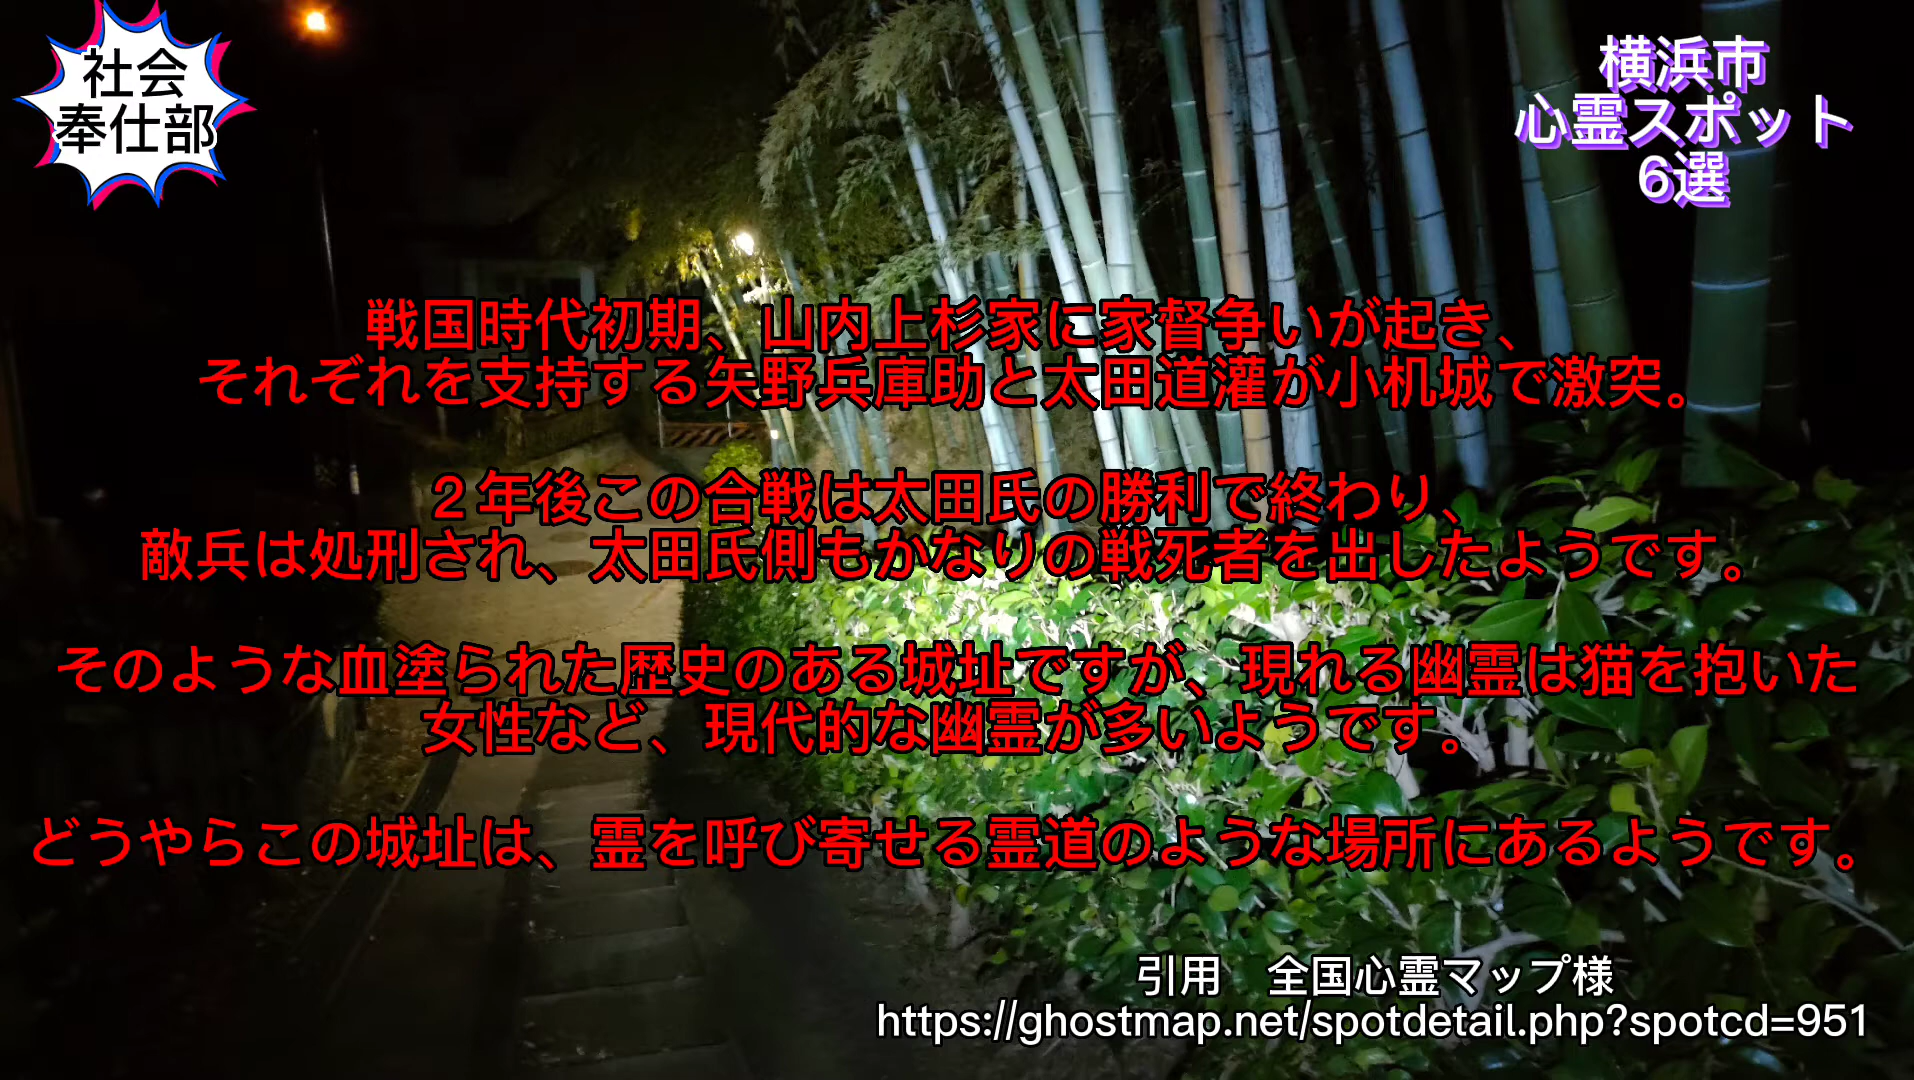 社会
奉仕部
横浜市
心霊スポット
6選
戦国時代初期、山内上杉家に家督争いが起き、
それぞれを支持する矢野兵庫助と太田道灌が小机城で激突。
２年後この合戦は太田氏の勝利で終わり、
敵兵は処刑され、太田氏側もかなりの戦死者を出したようです。
そのような血塗られた歴史のある城址ですが、現れる幽霊は猫を抱いた
女性など、現代的な幽霊が多いようです。
どうやらこの城址は、霊を呼び寄せる霊道のような場所にあるようです。
引用　全国心霊マップ様
https://ghostmap.net/spotdetail.php?spotcd=951